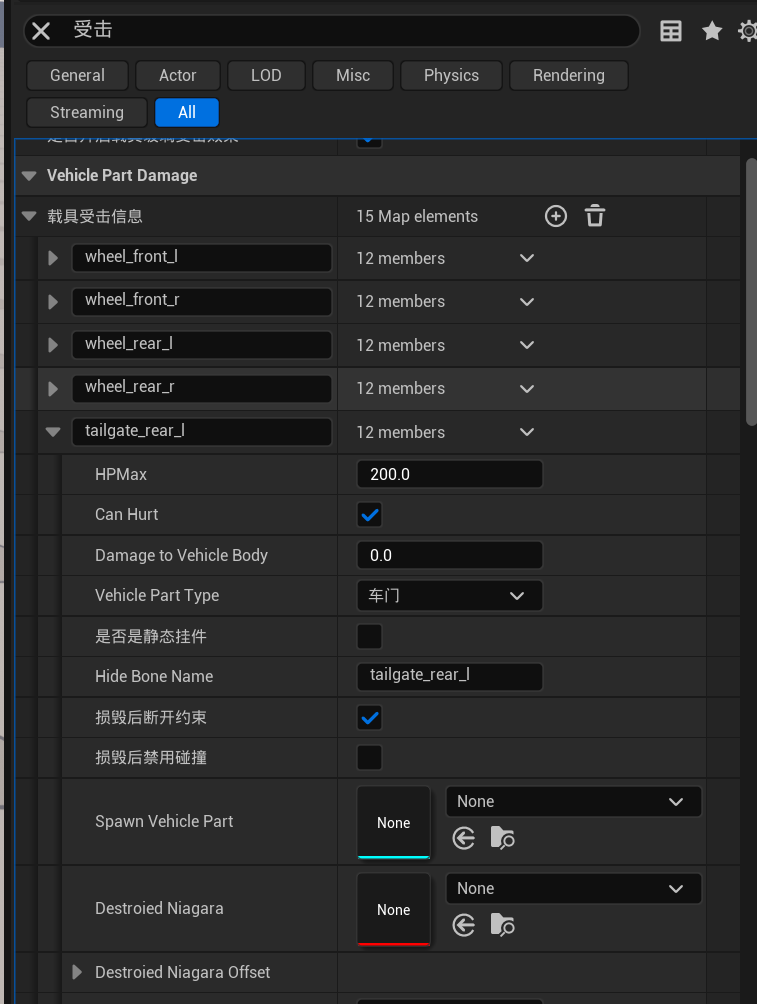 受击
General
Actor
LOD
Misc
Physics
Rendering
Streaming
All
Vehicle Part Damage
载具受击信息
15 Map elements
wheel_front_l
12 members
wheel_front_r
12 members
wheel_rear_l
12 members
wheel_rear_r
12 members
tailgate_rear_l
12 members
HPMax
200.0
Can Hurt
Damage to Vehicle Body
0.0
Vehicle Part Type
车门
是否是静态挂件
Hide Bone Name
tailgate_rear_l
损毁后断开约束
损毁后禁用碰撞
Spawn Vehicle Part
None
None
Destroied Niagara
None
None
Destroied Niagara Offset